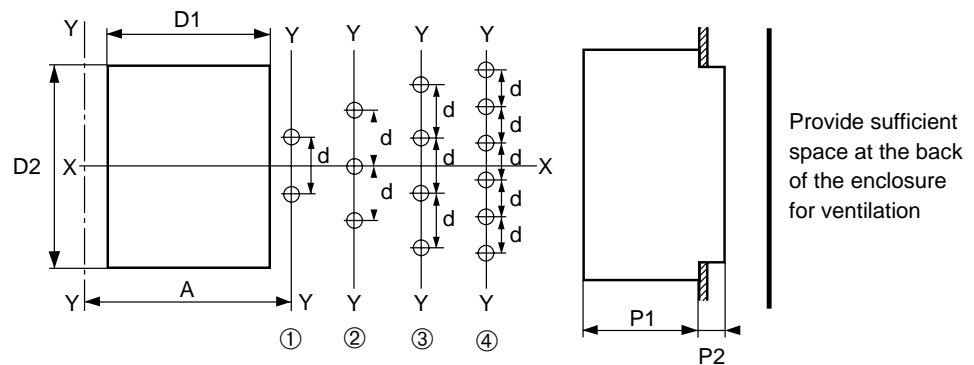 Y
D1
Y Y Y Y
d
d
d
d
d
D2 X d d d X
d
d
d
d
d
Y A Y Y Y Y
① ② ③ ④
P1
P2
Provide sufficient
space at the back
of the enclosure
for ventilation